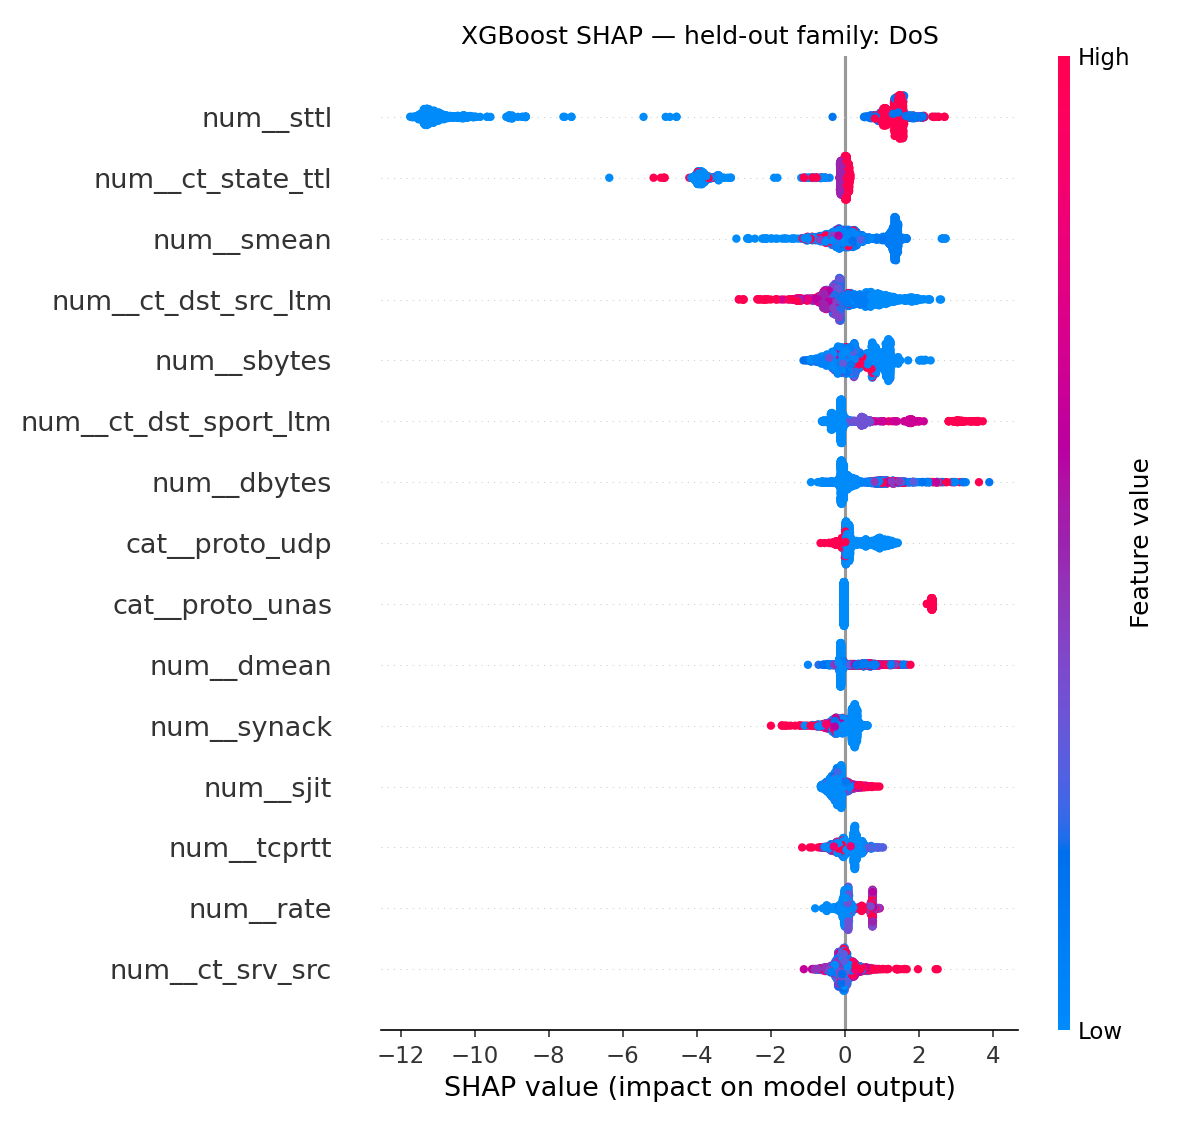 XGBoost SHAP — held-out family: DoS
High
num__sttl
num__ct_state_ttl
num__smean
num__ct_dst_src_ltm
num__sbytes
num__ct_dst_sport_ltm
num__dbytes
cat__proto_udp
cat__proto_unas
num__dmean
num__synack
num__sjit
num__tcprtt
num__rate
num__ct_srv_src
Feature value
Low
−12 −10 −8 −6 −4 −2 0 2 4
SHAP value (impact on model output)